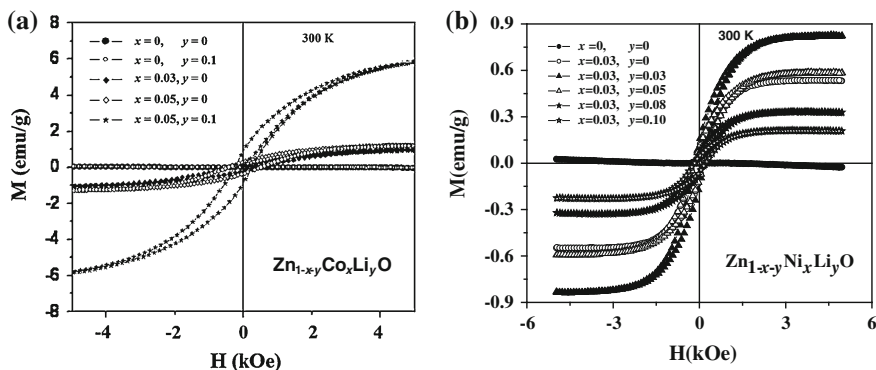 (a)
300 K
x = 0, y = 0
x = 0, y = 0.1
x = 0.03, y = 0
x = 0.05, y = 0
x = 0.05, y = 0.1
M (emu/g)
8
6
4
2
0
-2
-4
-6
-8
-4 -2 0 2 4
H (kOe)
Zn1-x-yCoxLiyO
(b)
300 K
x=0, y=0
x=0.03, y=0
x=0.03, y=0.03
x=0.03, y=0.05
x=0.03, y=0.08
x=0.03, y=0.10
M(emu/g)
0.9
0.6
0.3
0.0
-0.3
-0.6
-0.9
-6 -3 0 3 6
H(kOe)
Zn1-x-yNixLiyO